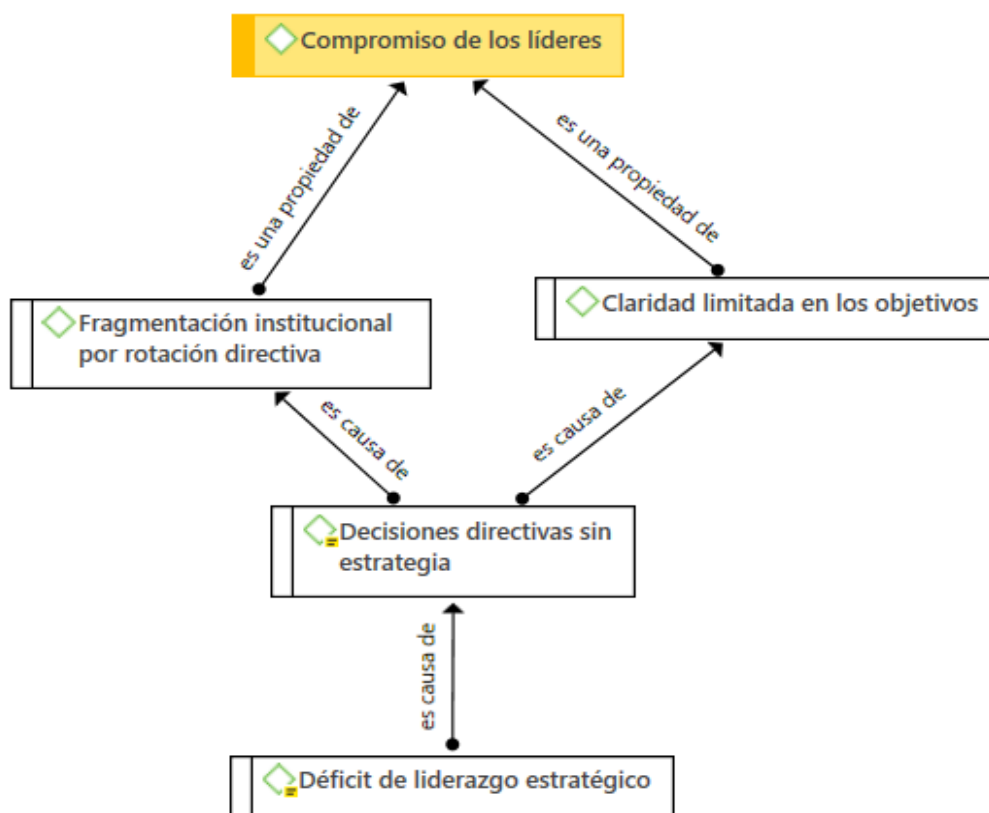 Compromiso de los líderes
es una propiedad de
es una propiedad de
Fragmentación institucional
por rotación directiva
Claridad limitada en los objetivos
es causa de
es causa de
Decisiones directivas sin
estrategia
es causa de
Déficit de liderazgo estratégico